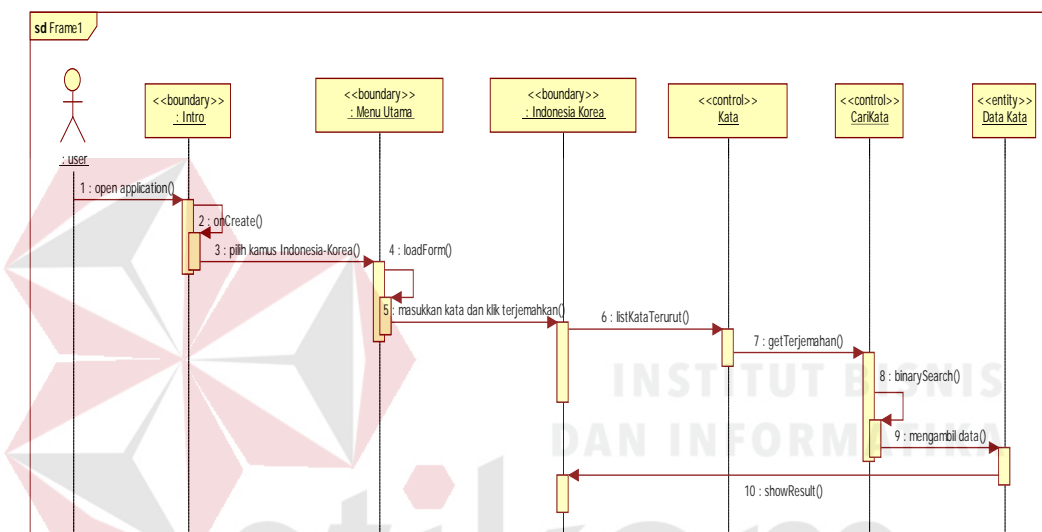 sd Frame1
: user
<<boundary>>
: Intro
<<boundary>>
: Menu Utama
<<boundary>>
: Indonesia Korea
<<control>>
Kata
<<control>>
CariKata
<<entity>>
Data Kata
1 : open application()
2 : onCreate()
3 : pilih kamus Indonesia-Korea()
4 : loadForm()
5 : masukkan kata dan klik terjemahkan()
6 : listKataTerurut()
7 : getTerjemahan()
8 : binarySearch()
9 : mengambil data()
10 : showResult()
INSTITUT BISNIS
DAN INFORMATIKA
stikom